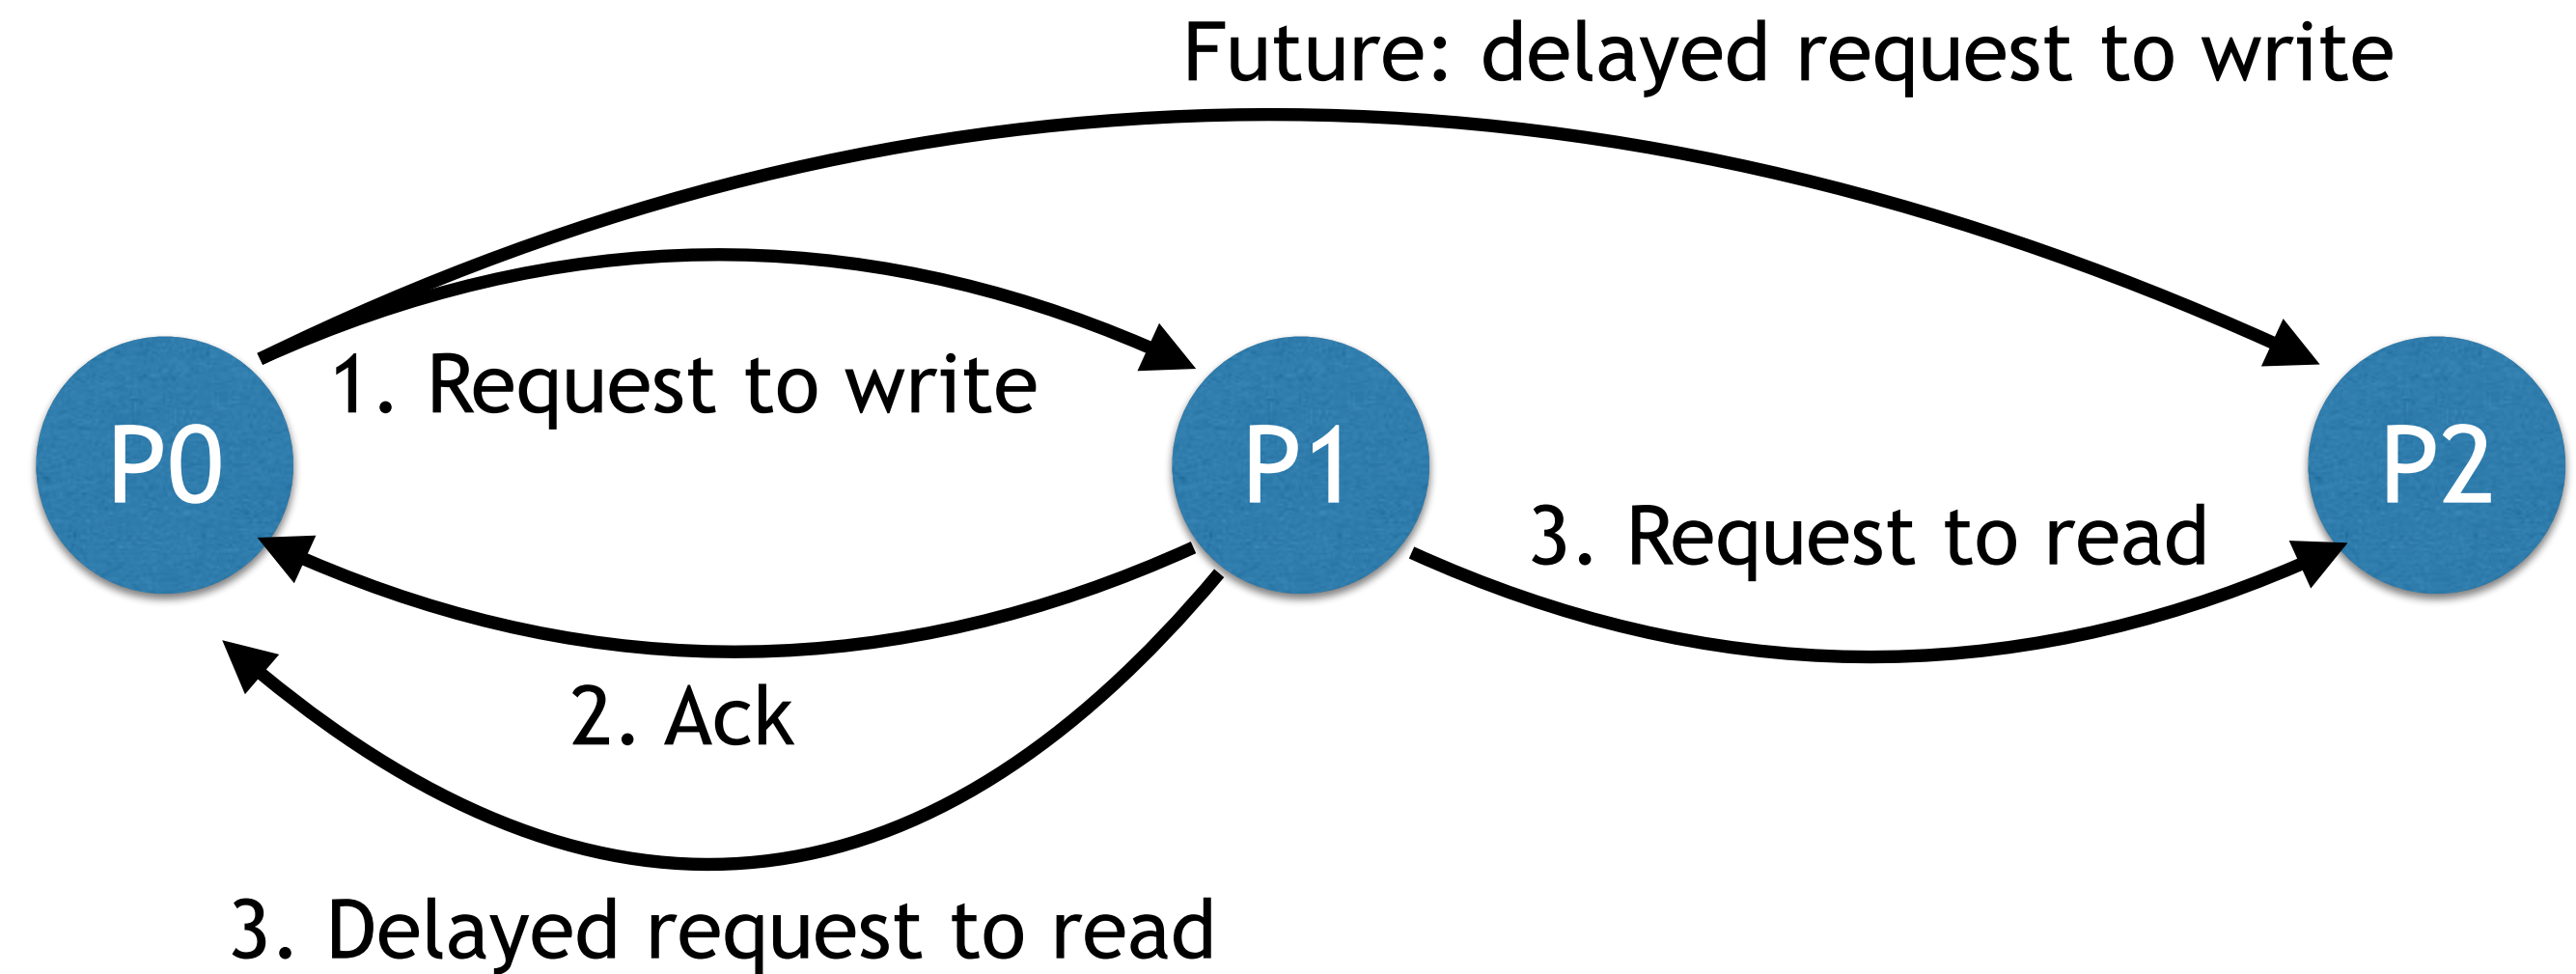 Future: delayed request to write
1. Request to write
P0
P1
P2
3. Request to read
2. Ack
3. Delayed request to read